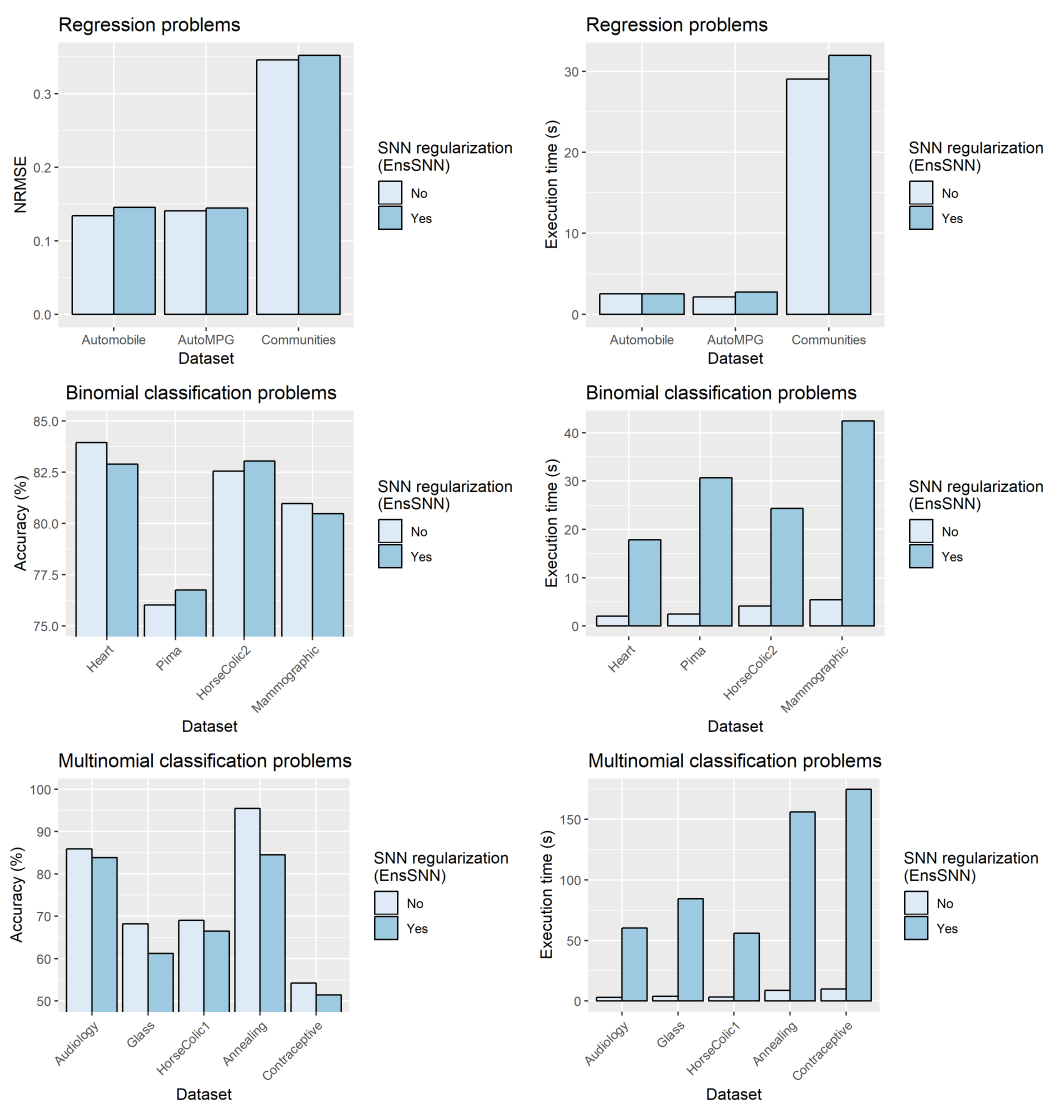 Regression problems
NRMSE
0.3
0.2
0.1
0.0
Automobile AutoMPG Communities
Dataset
SNN regularization
(EnsSNN)
No
Yes
Regression problems
Execution time (s)
30
20
10
0
Automobile AutoMPG Communities
Dataset
SNN regularization
(EnsSNN)
No
Yes
Binomial classification problems
Accuracy (%)
85.0
82.5
80.0
77.5
75.0
Heart Pima HorseColic2 Mammographic
Dataset
SNN regularization
(EnsSNN)
No
Yes
Binomial classification problems
Execution time (s)
40
30
20
10
0
Heart Pima HorseColic2 Mammographic
Dataset
SNN regularization
(EnsSNN)
No
Yes
Multinomial classification problems
Accuracy (%)
100
90
80
70
60
50
Audiology Glass HorseColic1 Annealing Contraceptive
Dataset
SNN regularization
(EnsSNN)
No
Yes
Multinomial classification problems
Execution time (s)
150
100
50
0
Audiology Glass HorseColic1 Annealing Contraceptive
Dataset
SNN regularization
(EnsSNN)
No
Yes